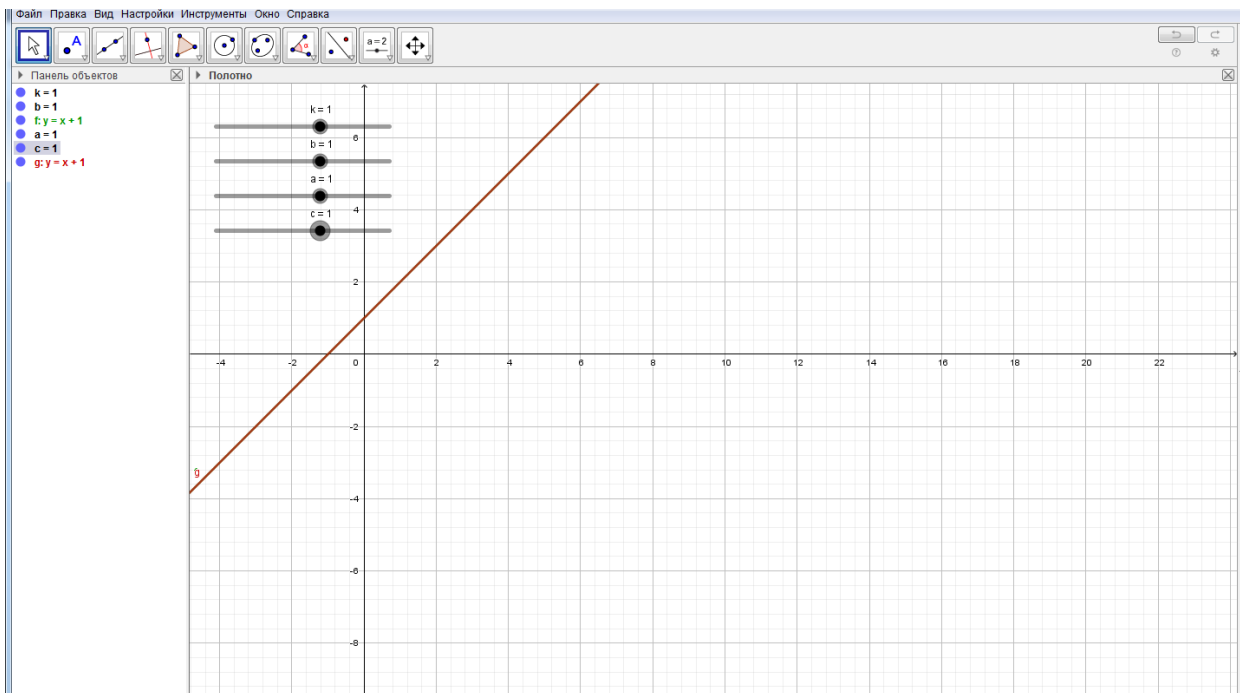 Файл Правка Вид Настройки Инструменты Окно Справка
A
α
a=2
Панель объектов
Полотно
k = 1
b = 1
f: y = x + 1
a = 1
c = 1
g: y = x + 1
k = 1
b = 1
a = 1
c = 1
6
4
2
-4 -2 0 2 4 6 8 10 12 14 16 18 20 22
-2
g
-4
-6
-8